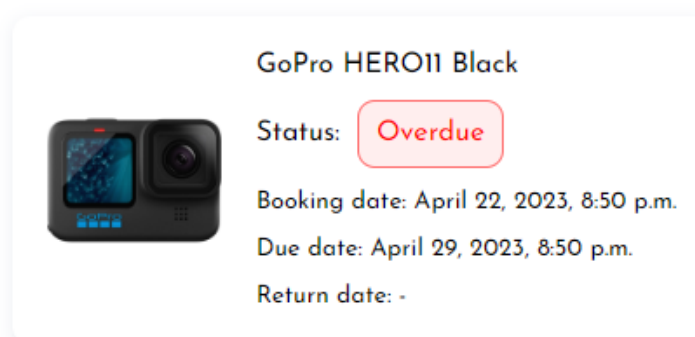 GoPro HERO11 Black
Status: Overdue
Booking date: April 22, 2023, 8:50 p.m.
GoPro
Due date: April 29, 2023, 8:50 p.m.
Return date: -